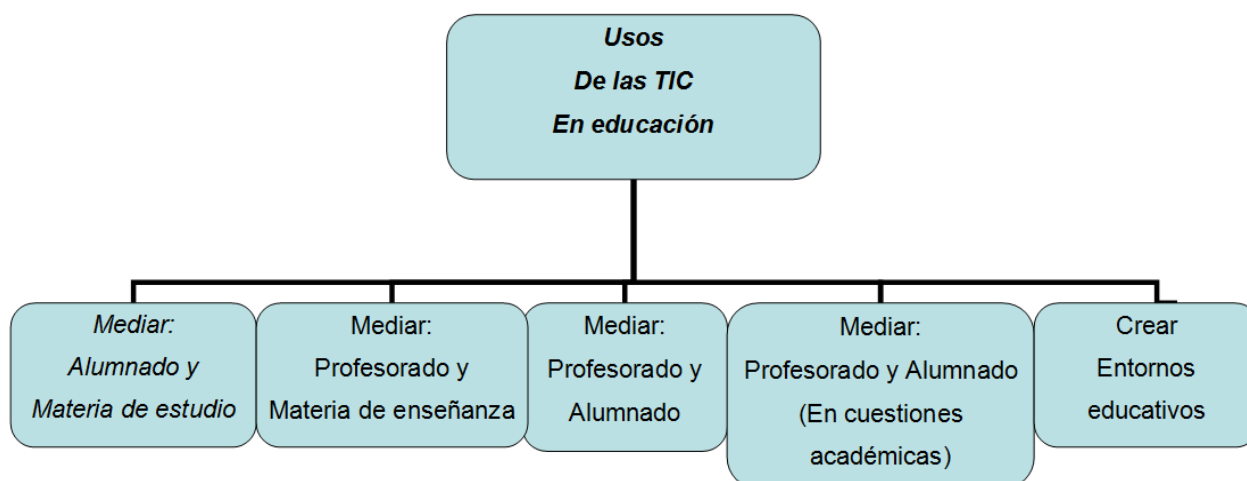 Usos
De las TIC
En educación
Mediar:
Alumnado y
Materia de estudio
Mediar:
Profesorado y
Materia de enseñanza
Mediar:
Profesorado y
Alumnado
Mediar:
Profesorado y Alumnado
(En cuestiones
académicas)
Crear
Entornos
educativos